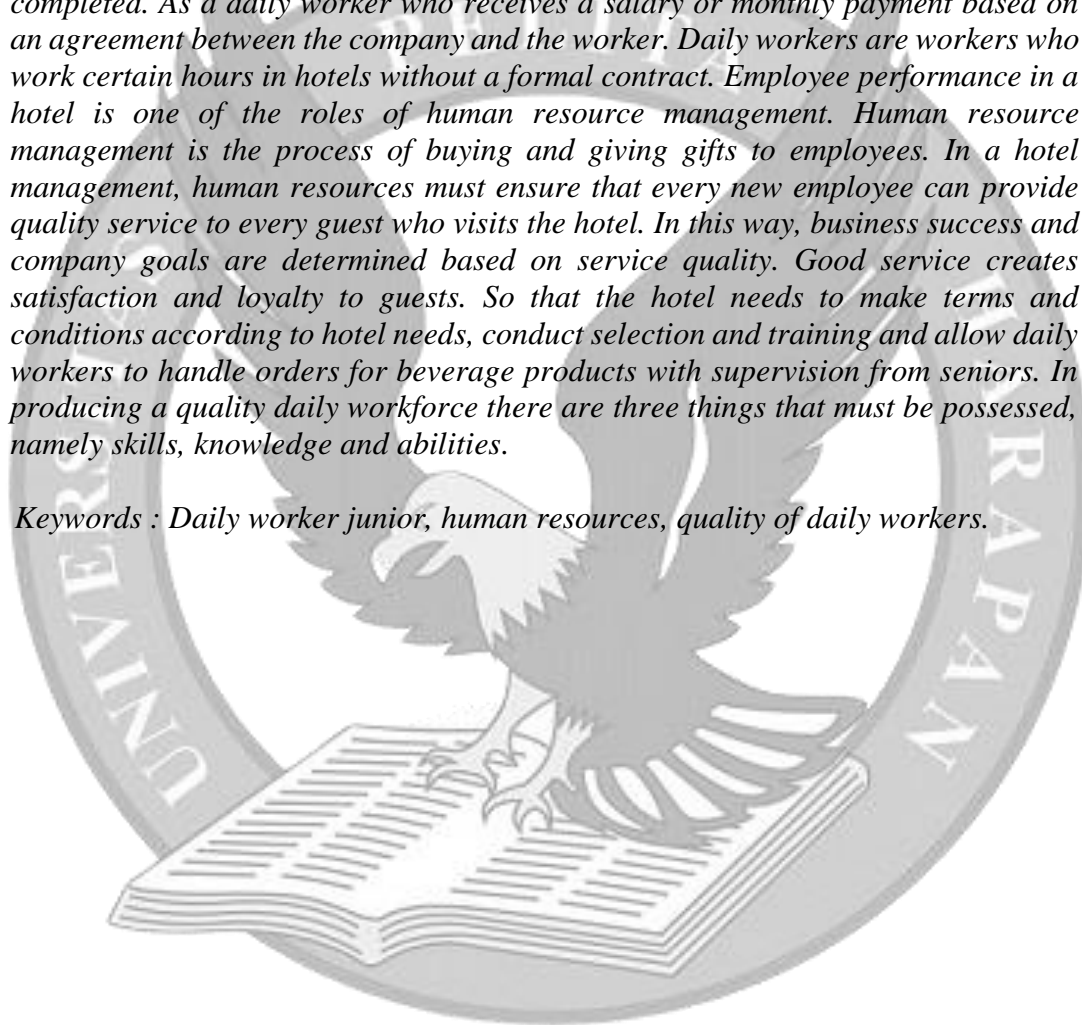 completed. As a daily worker who receives a salary or monthly payment based on
an agreement between the company and the worker. Daily workers are workers who
work certain hours in hotels without a formal contract. Employee performance in a
hotel is one of the roles of human resource management. Human resource
management is the process of buying and giving gifts to employees. In a hotel
management, human resources must ensure that every new employee can provide
quality service to every guest who visits the hotel. In this way, business success and
company goals are determined based on service quality. Good service creates
satisfaction and loyalty to guests. So that the hotel needs to make terms and
conditions according to hotel needs, conduct selection and training and allow daily
workers to handle orders for beverage products with supervision from seniors. In
producing a quality daily workforce there are three things that must be possessed,
namely skills, knowledge and abilities.
Keywords : Daily worker junior, human resources, quality of daily workers.
UNIVERSITAS
PELITA
HARAPAN